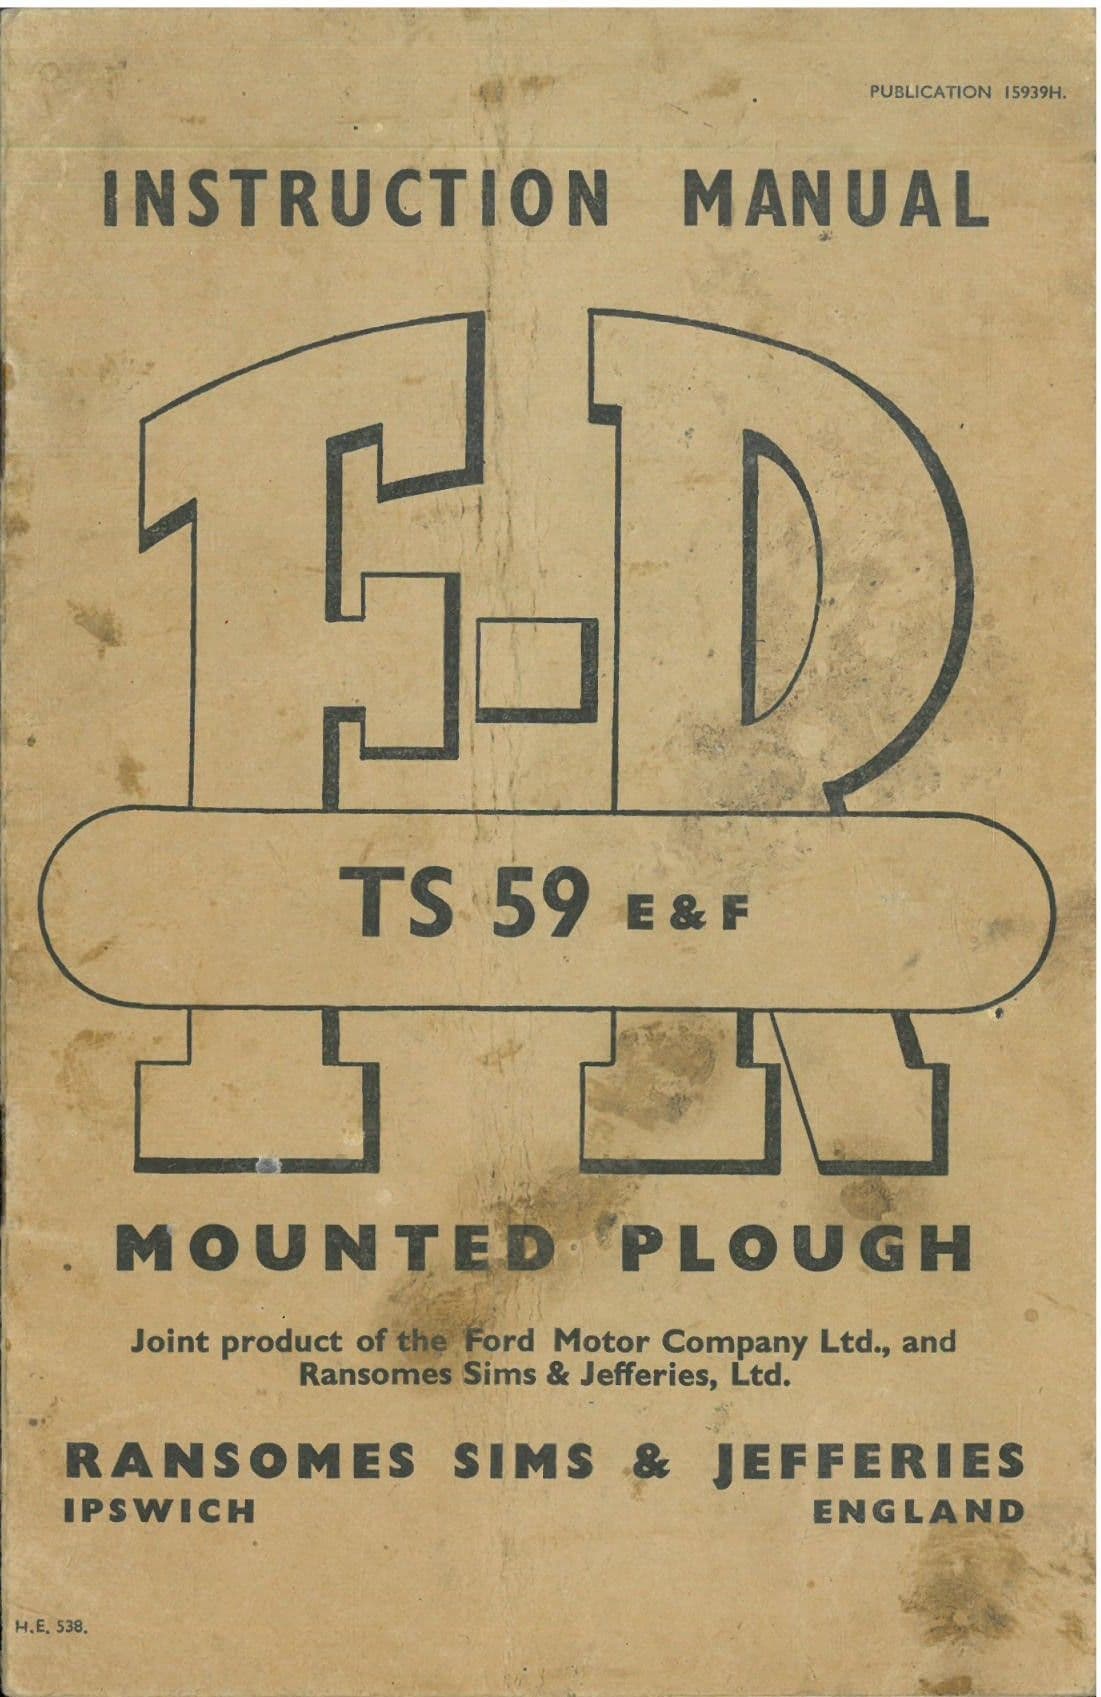 PUBLICATION 15939H.
INSTRUCTION MANUAL
F-R
TS 59 E & F
MOUNTED PLOUGH
Joint product of the Ford Motor Company Ltd., and
Ransomes Sims & Jefferies, Ltd.
RANSOMES SIMS & JEFFERIES
IPSWICH ENGLAND
H.E. 538.